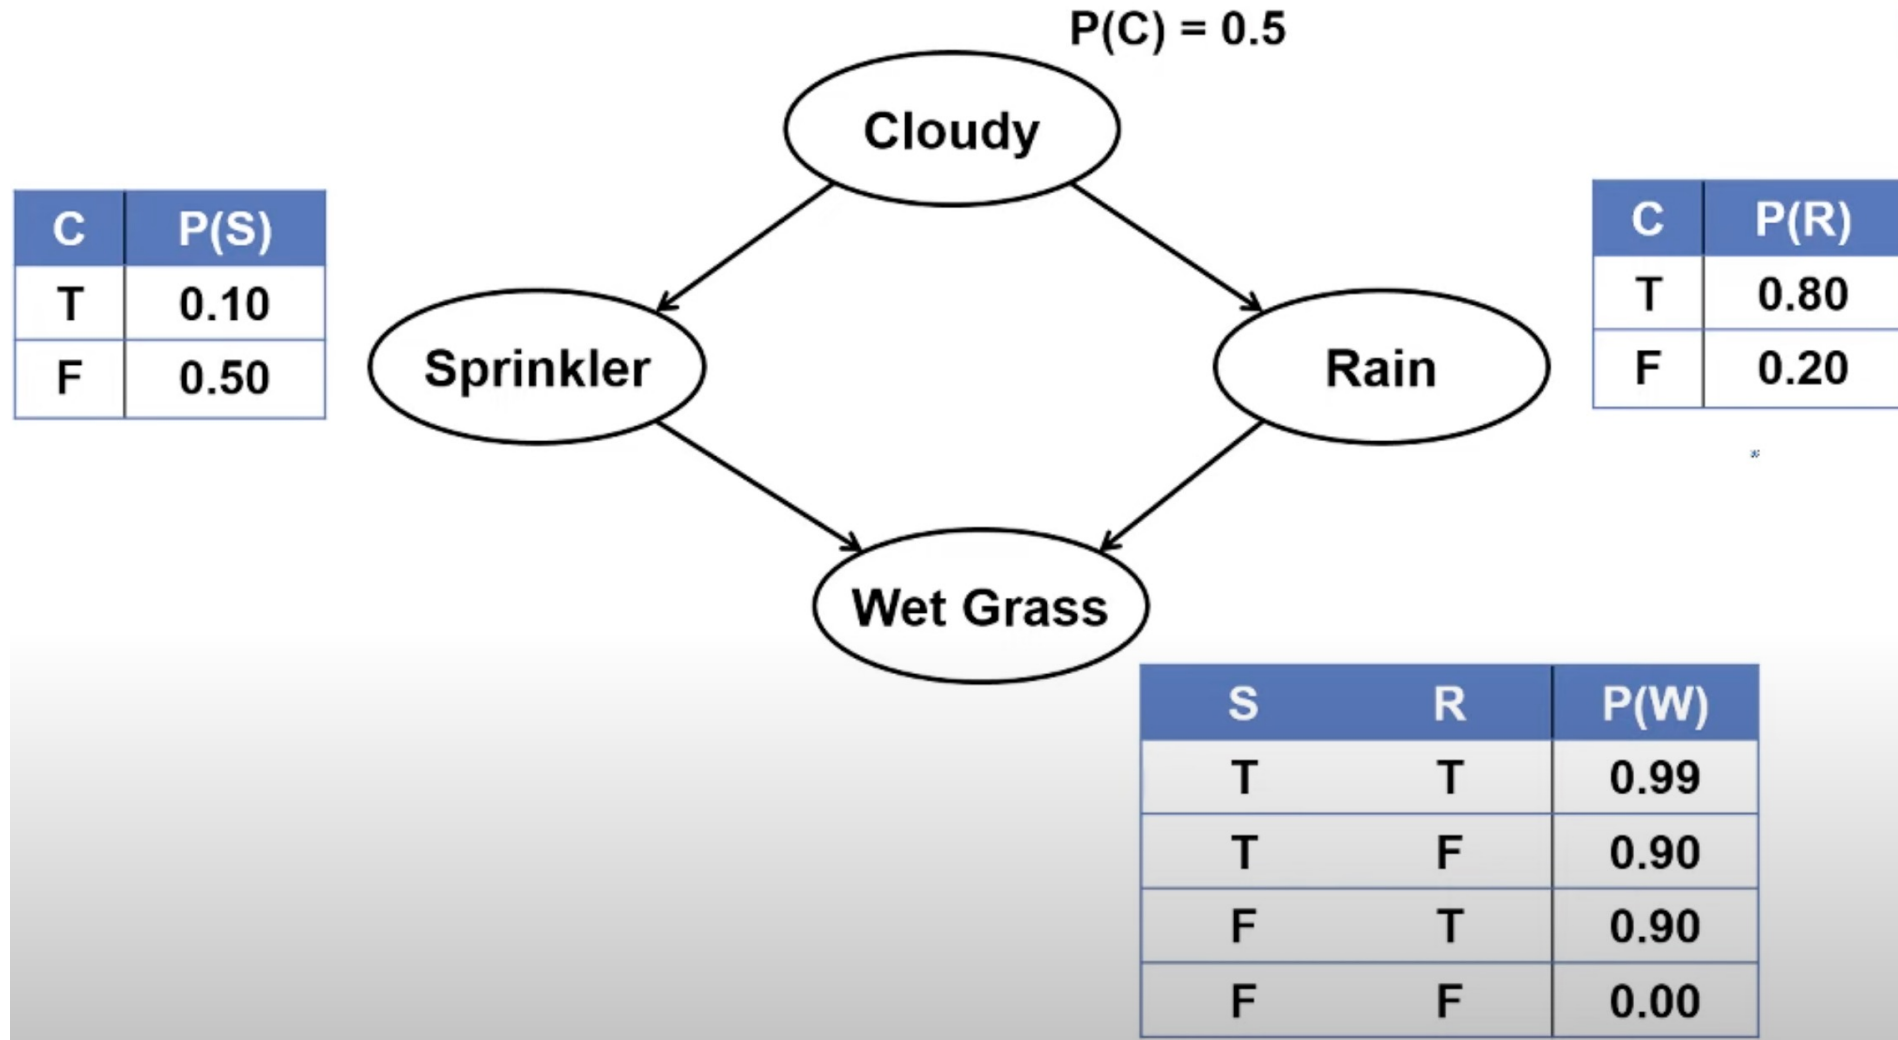 P(C) = 0.5
Cloudy
C P(S)
T 0.10
F 0.50
C P(R)
T 0.80
F 0.20
Sprinkler
Rain
Wet Grass
S R P(W)
T T 0.99
T F 0.90
F T 0.90
F F 0.00